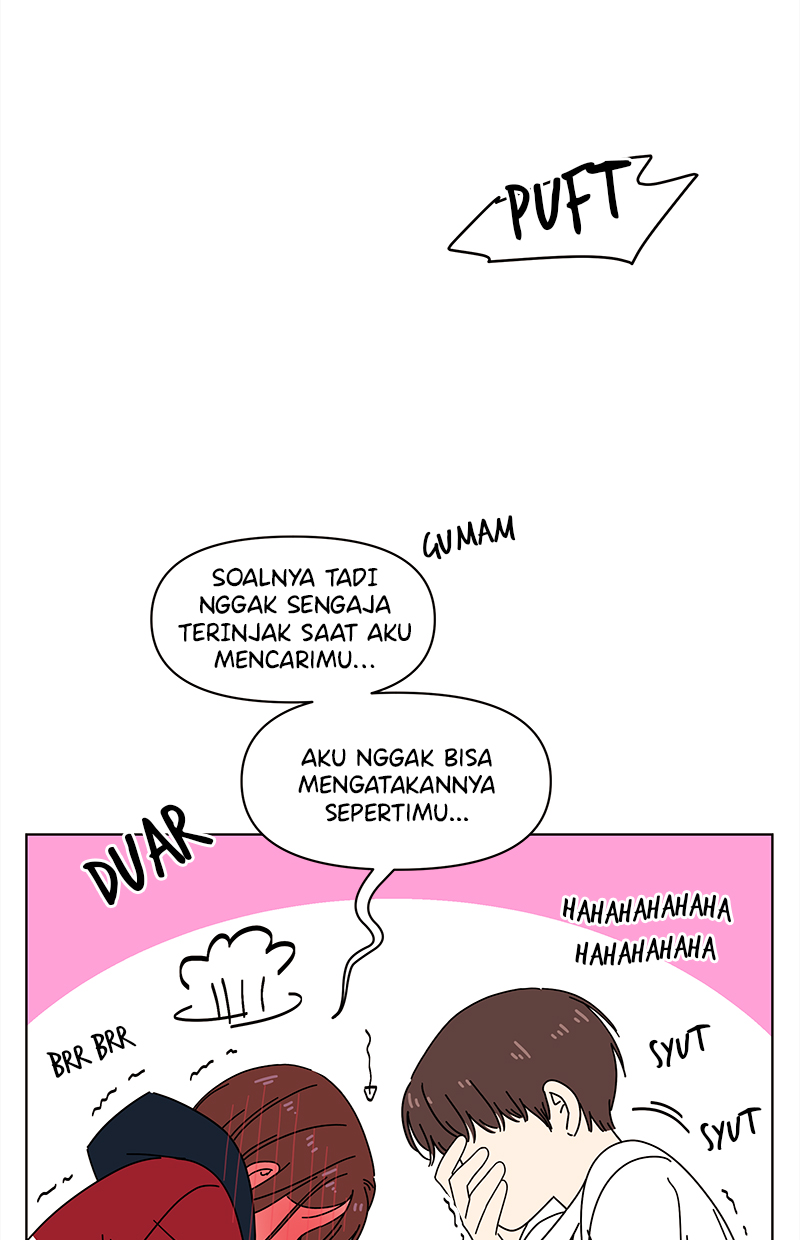 PUFT
GUMAM
SOALNYA TADI
NGGAK SENGAJA
TERINJAK SAAT AKU
MENCARIMU...
AKU NGGAK BISA
MENGATAKANNYA
SEPERTIMU...
DUAR
HAHAHAHAHAHA
HAHAHAHAHA
BRR BRR
SYUT
SYUT